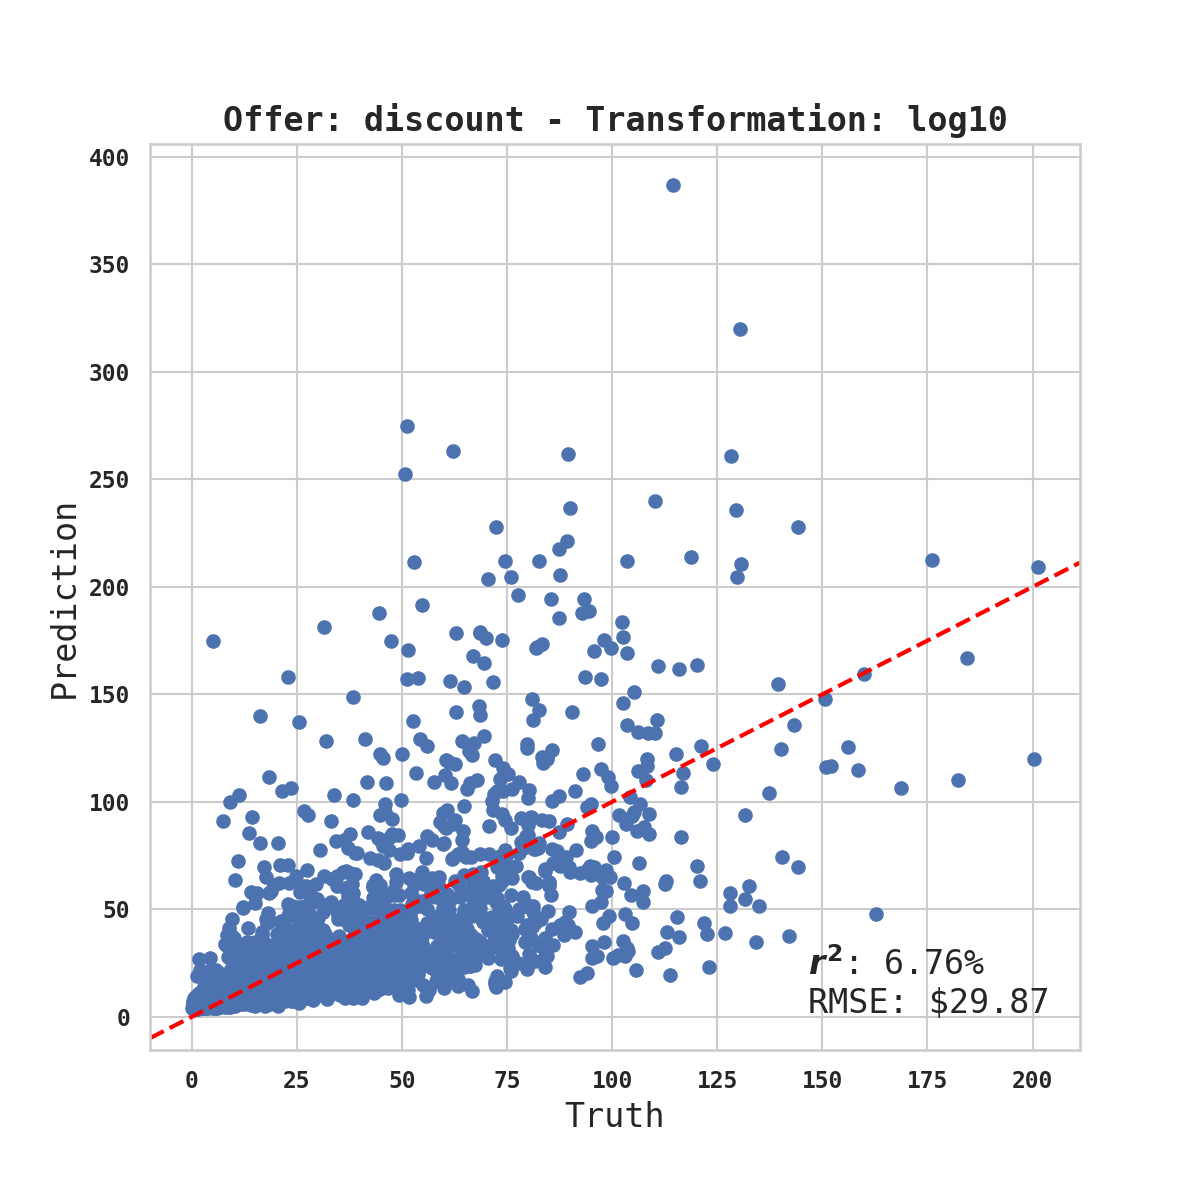 Offer: discount - Transformation: log10
400
350
300
250
200
150
100
50
0
Prediction
r²: 6.76%
RMSE: $29.87
0 25 50 75 100 125 150 175 200
Truth